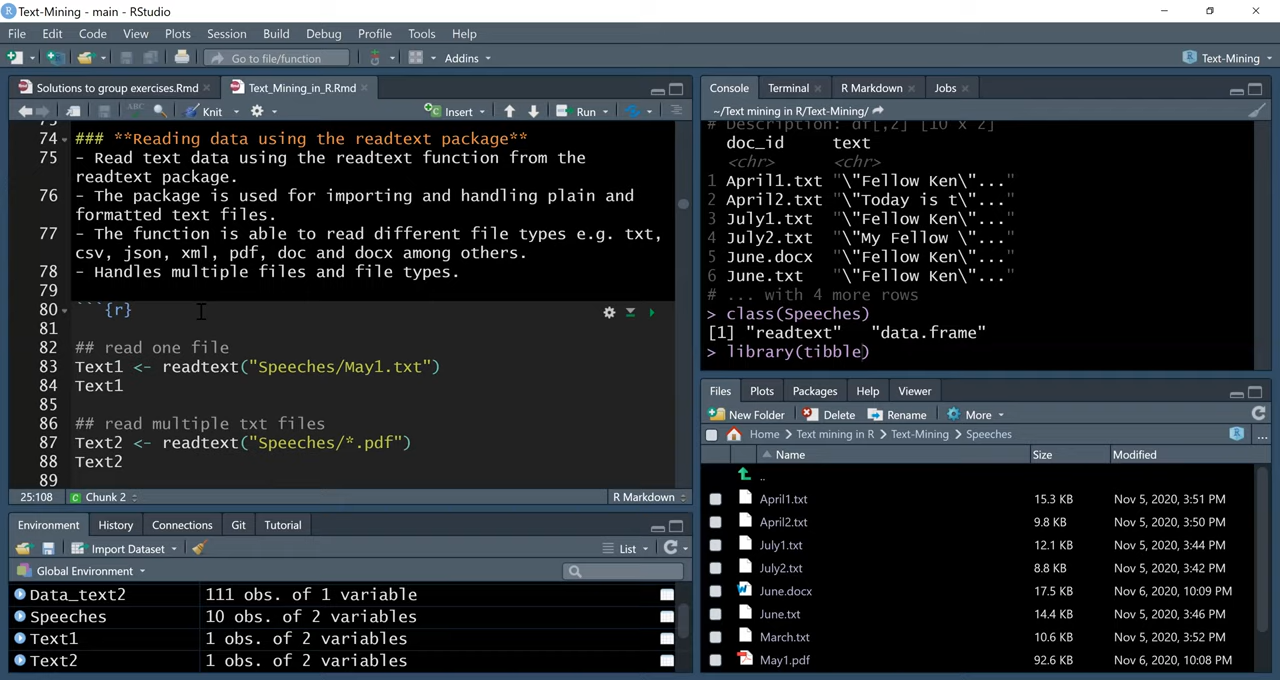 Text-Mining - main - RStudio
File Edit Code View Plots Session Build Debug Profile Tools Help
Go to file/function Addins Text-Mining
Solutions to group exercises.Rmd Text_Mining_in_R.Rmd
ABC Knit Insert Run
74 ### **Reading data using the readtext package**
75 - Read text data using the readtext function from the
readtext package.
76 - The package is used for importing and handling plain and
formatted text files.
77 - The function is able to read different file types e.g. txt,
csv, json, xml, pdf, doc and docx among others.
78 - Handles multiple files and file types.
79
80 ```{r}
81
82 ## read one file
83 Text1 <- readtext("Speeches/May1.txt")
84 Text1
85
86 ## read multiple txt files
87 Text2 <- readtext("Speeches/*.pdf")
88 Text2
89
25:108 Chunk 2 R Markdown
Environment History Connections Git Tutorial
Import Dataset List
Global Environment
Data_text2 111 obs. of 1 variable
Speeches 10 obs. of 2 variables
Text1 1 obs. of 2 variables
Text2 1 obs. of 2 variables
Console Terminal R Markdown Jobs
~/Text mining in R/Text-Mining/
# Description: df[,2] [10 x 2]
doc_id text
<chr> <chr>
1 April1.txt "\"Fellow Ken\"..."
2 April2.txt "\"Today is t\"..."
3 July1.txt "\"Fellow Ken\"..."
4 July2.txt "\"My Fellow \"..."
5 June.docx "\"Fellow Ken\"..."
6 June.txt "\"Fellow Ken\"..."
# ... with 4 more rows
> class(Speeches)
[1] "readtext" "data.frame"
> library(tibble)
Files Plots Packages Help Viewer
New Folder Delete Rename More
Home > Text mining in R > Text-Mining > Speeches
Name Size Modified
..
April1.txt 15.3 KB Nov 5, 2020, 3:51 PM
April2.txt 9.8 KB Nov 5, 2020, 3:50 PM
July1.txt 12.1 KB Nov 5, 2020, 3:44 PM
July2.txt 8.8 KB Nov 5, 2020, 3:42 PM
June.docx 17.5 KB Nov 6, 2020, 10:09 PM
June.txt 14.4 KB Nov 5, 2020, 3:46 PM
March.txt 10.6 KB Nov 5, 2020, 3:52 PM
May1.pdf 92.6 KB Nov 6, 2020, 10:08 PM